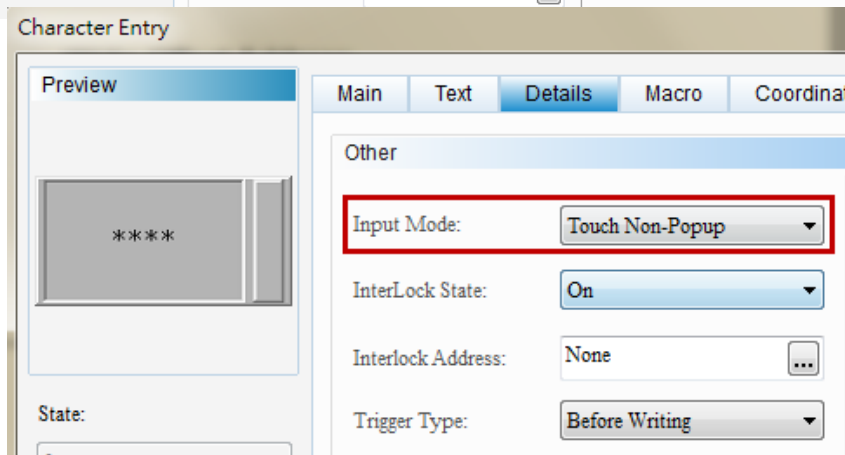 Character Entry
Preview
Main Text Details Macro Coordina
Other
Input Mode: Touch Non-Popup
****
InterLock State: On
Interlock Address: None ...
State:
Trigger Type: Before Writing